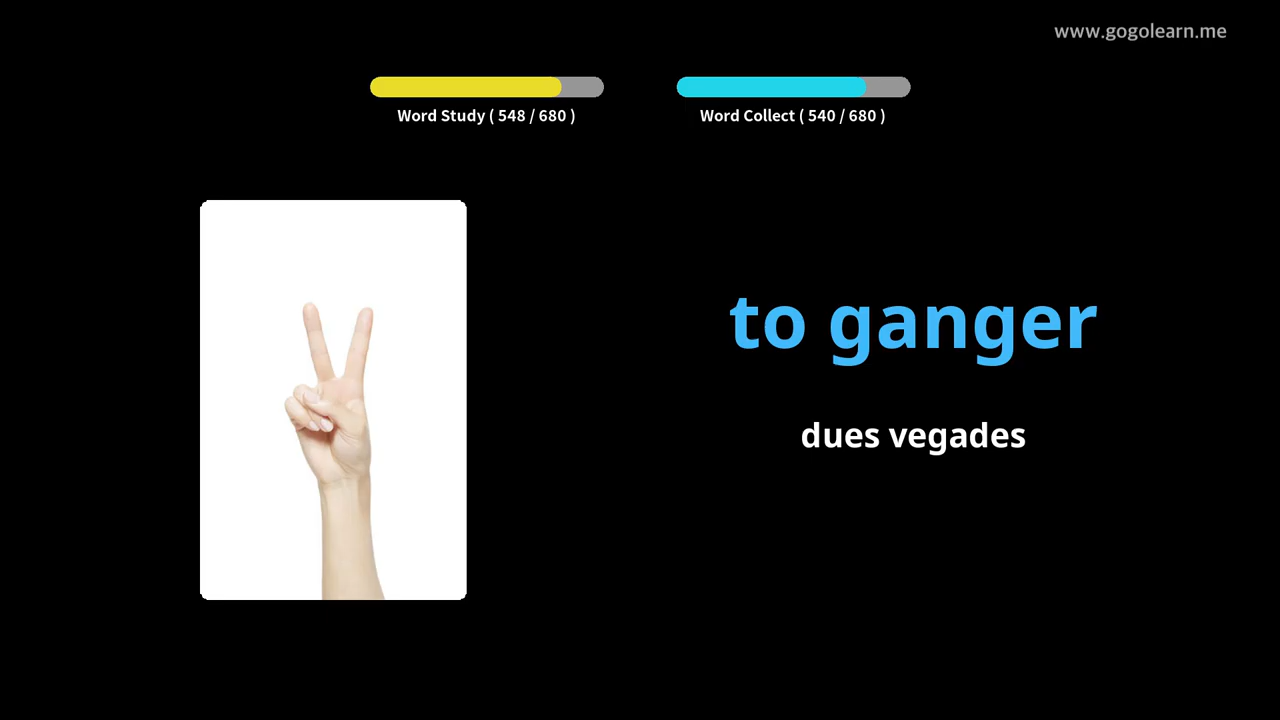 www.gogolearn.me
Word Study ( 548 / 680 )
Word Collect ( 540 / 680 )
to ganger
dues vegades